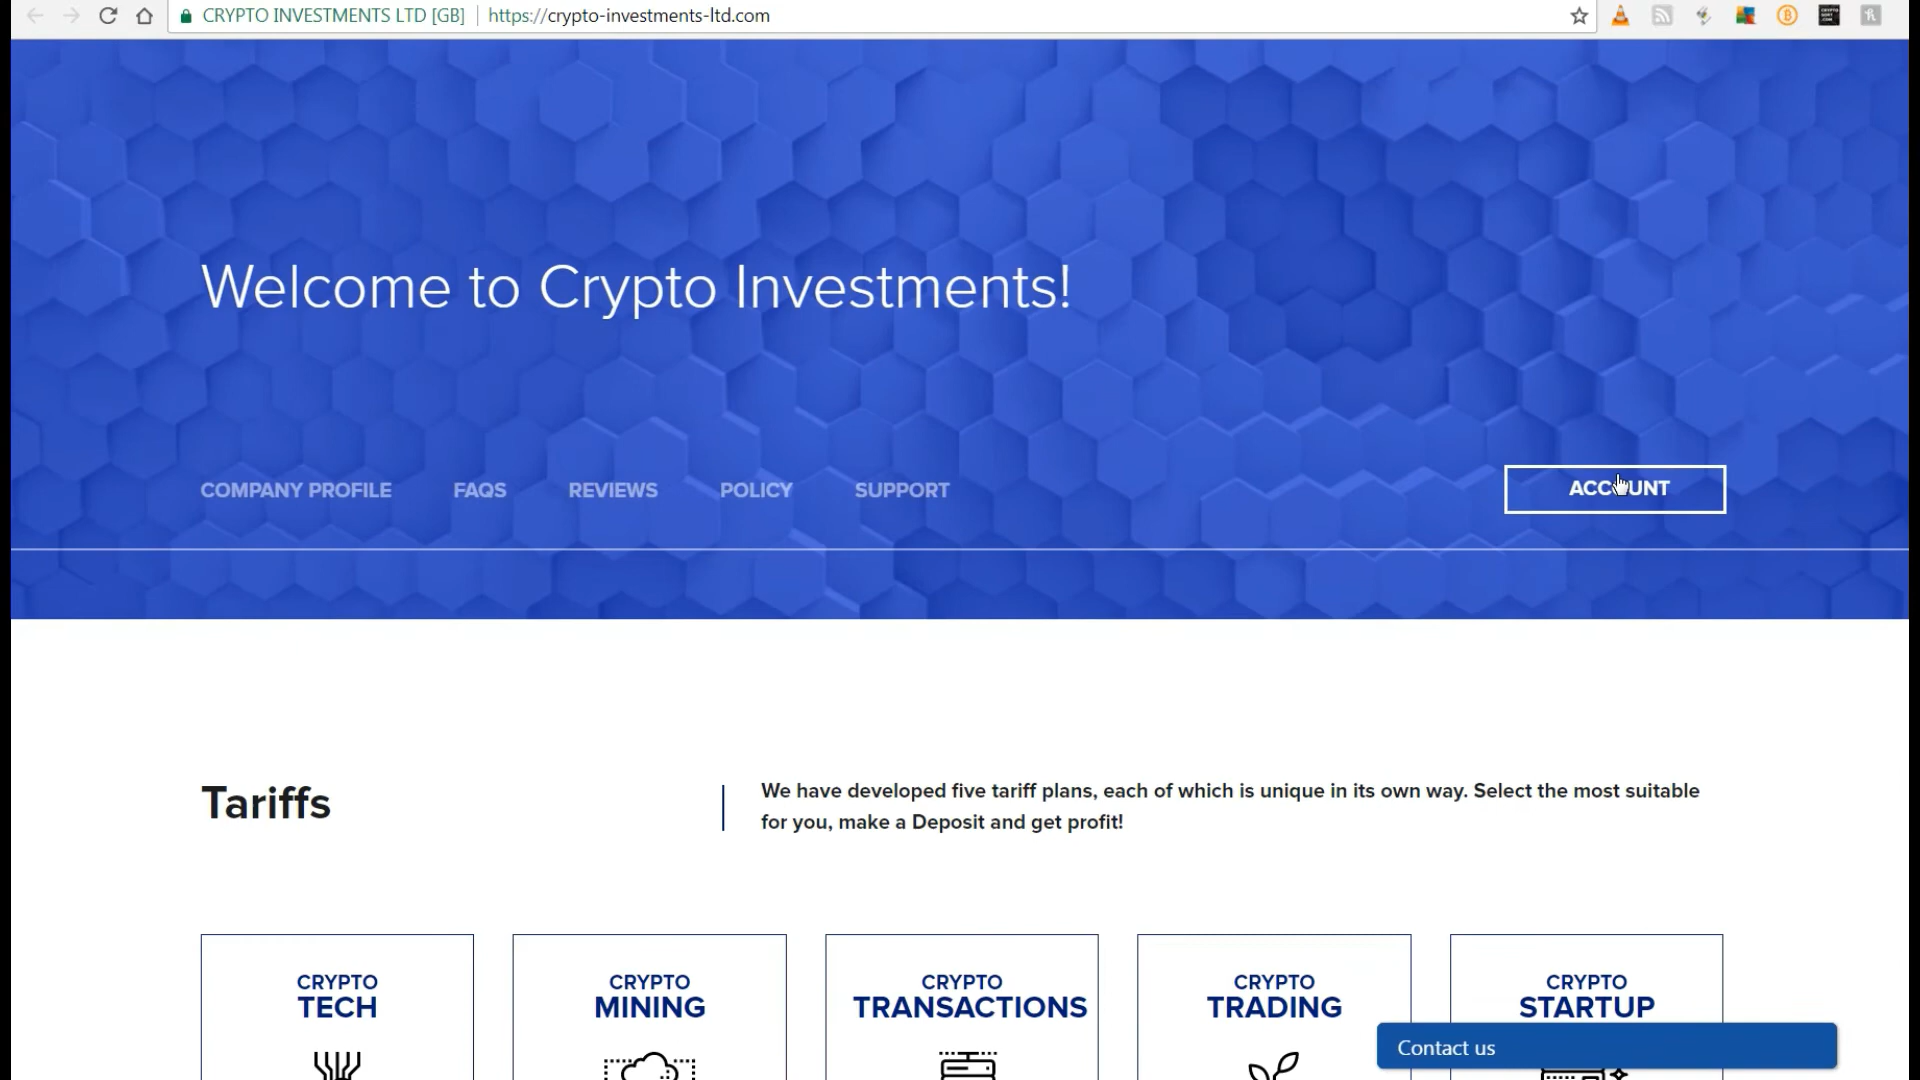 CRYPTO INVESTMENTS LTD [GB] https://crypto-investments-ltd.com
Welcome to Crypto Investments!
COMPANY PROFILE FAQS REVIEWS POLICY SUPPORT ACCOUNT
Tariffs
We have developed five tariff plans, each of which is unique in its own way. Select the most suitable
for you, make a Deposit and get profit!
CRYPTO
TECH
CRYPTO
MINING
CRYPTO
TRANSACTIONS
CRYPTO
TRADING
CRYPTO
STARTUP
Contact us